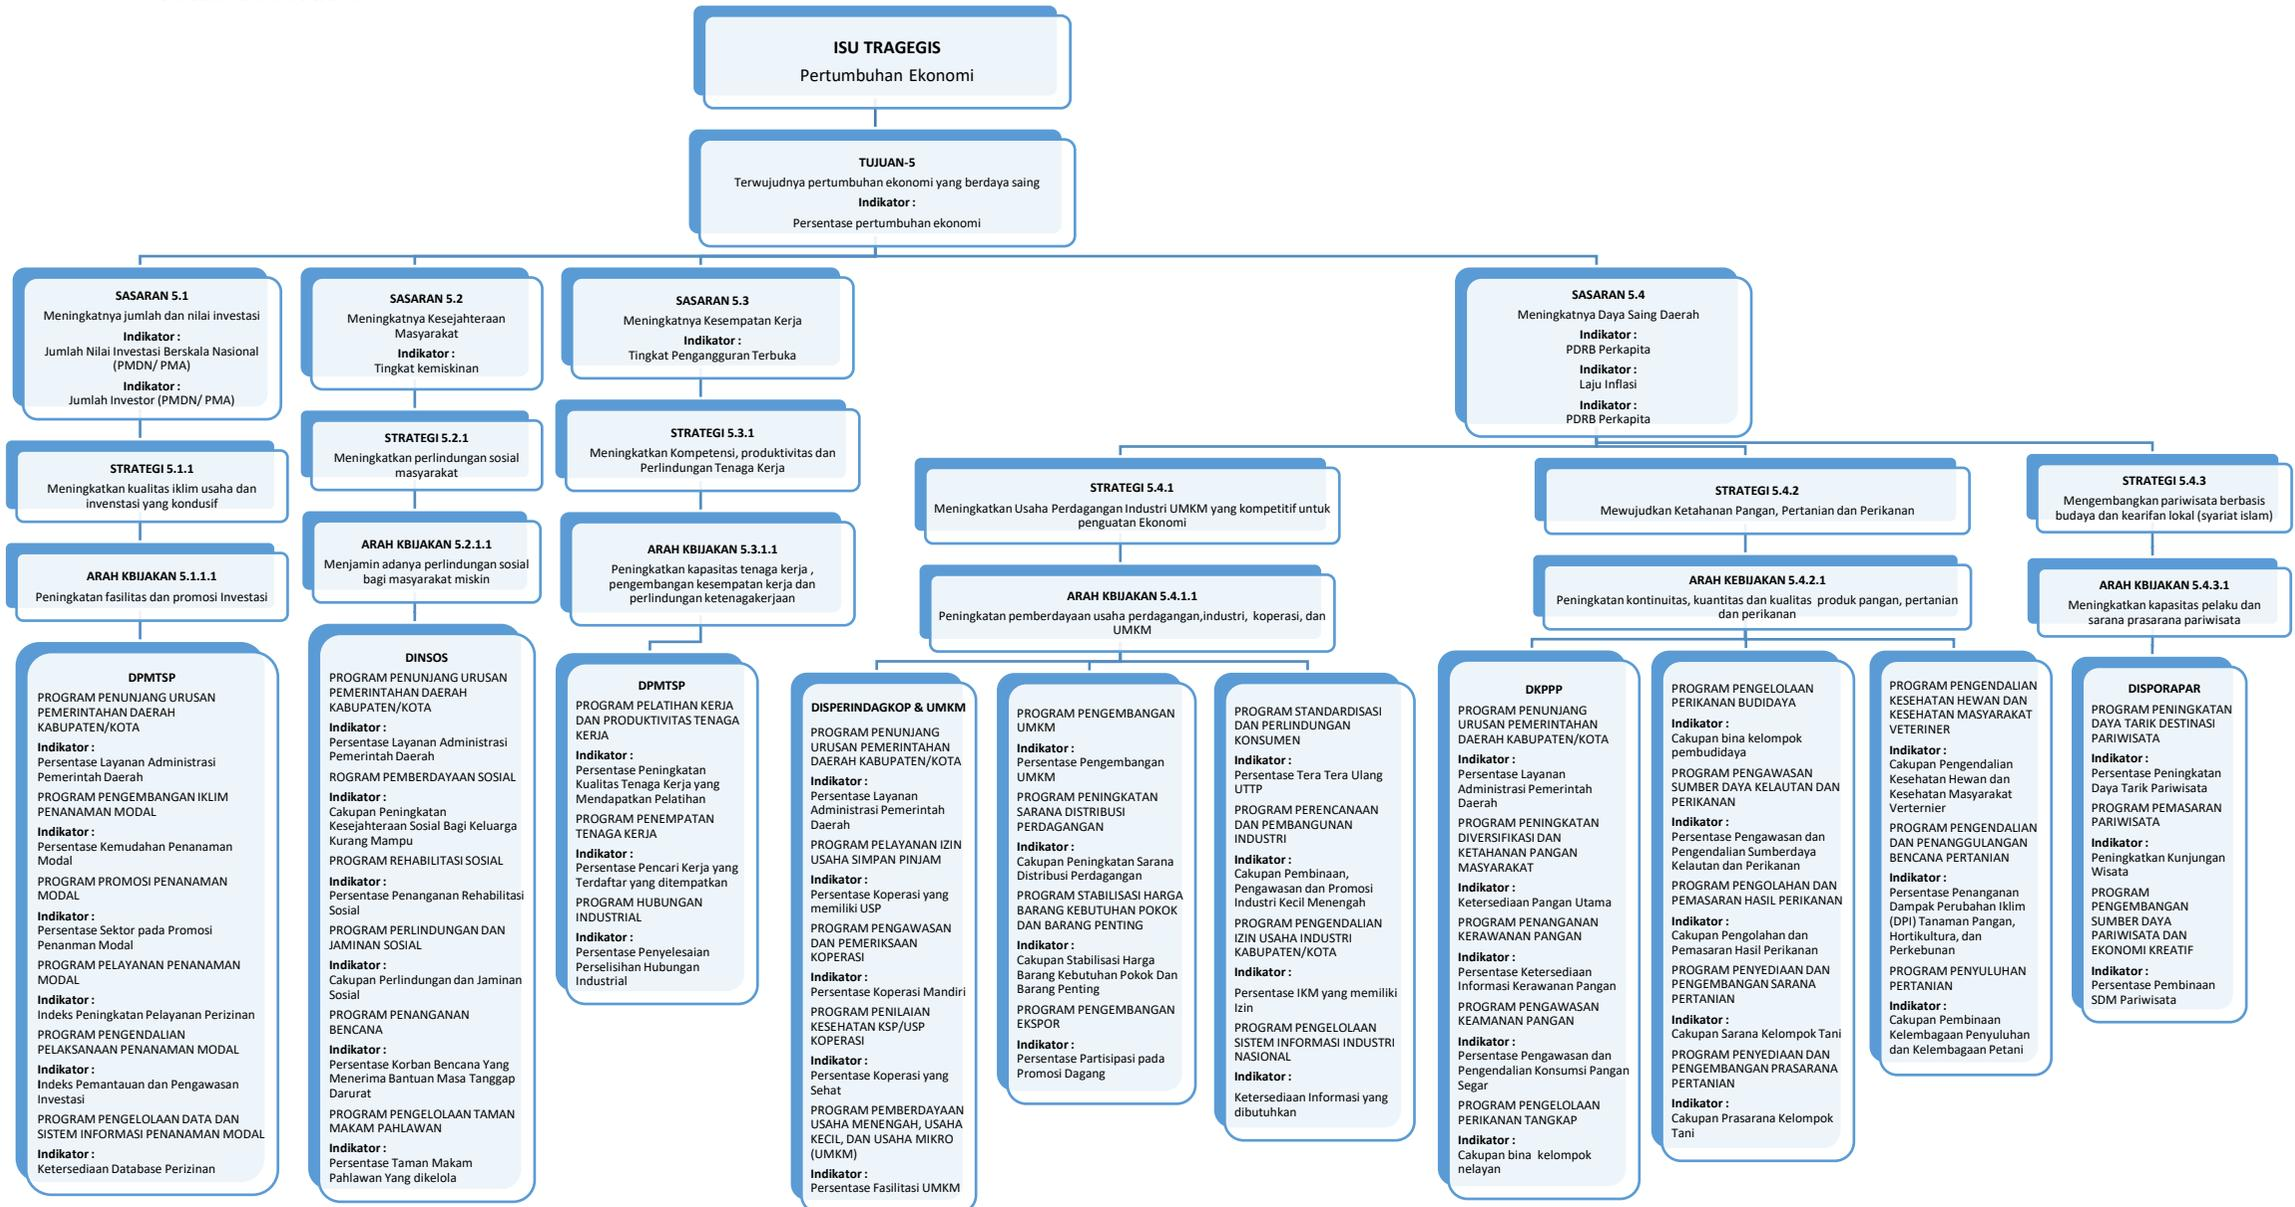 ISU TRAGEGIS
Pertumbuhan Ekonomi
TUJUAN-5
Terwujudnya pertumbuhan ekonomi yang berdaya saing
Indikator :
Persentase pertumbuhan ekonomi
SASARAN 5.1
Meningkatnya jumlah dan nilai investasi
Indikator :
Jumlah Nilai Investasi Berskala Nasional
(PMDN/ PMA)
Indikator :
Jumlah Investor (PMDN/ PMA)
SASARAN 5.2
Meningkatnya Kesejahteraan
Masyarakat
Indikator :
Tingkat kemiskinan
SASARAN 5.3
Meningkatnya Kesempatan Kerja
Indikator :
Tingkat Pengangguran Terbuka
SASARAN 5.4
Meningkatnya Daya Saing Daerah
Indikator :
PDRB Perkapita
Indikator :
Laju Inflasi
Indikator :
PDRB Perkapita
STRATEGI 5.1.1
Meningkatkan kualitas iklim usaha dan
invenstasi yang kondusif
STRATEGI 5.2.1
Meningkatkan perlindungan sosial
masyarakat
STRATEGI 5.3.1
Meningkatkan Kompetensi, produktivitas dan
Perlindungan Tenaga Kerja
STRATEGI 5.4.1
Meningkatkan Usaha Perdagangan Industri UMKM yang kompetitif untuk
penguatan Ekonomi
STRATEGI 5.4.2
Mewujudkan Ketahanan Pangan, Pertanian dan Perikanan
STRATEGI 5.4.3
Mengembangkan pariwisata berbasis
budaya dan kearifan lokal (syariat islam)
ARAH KBIJAKAN 5.1.1.1
Peningkatan fasilitas dan promosi Investasi
ARAH KBIJAKAN 5.2.1.1
Menjamin adanya perlindungan sosial
bagi masyarakat miskin
ARAH KBIJAKAN 5.3.1.1
Peningkatan kapasitas tenaga kerja ,
pengembangan kesempatan kerja dan
perlindungan ketenagakerjaan
ARAH KBIJAKAN 5.4.1.1
Peningkatan pemberdayaan usaha perdagangan,industri, koperasi, dan
UMKM
ARAH KEBIJAKAN 5.4.2.1
Peningkatan kontinuitas, kuantitas dan kualitas produk pangan, pertanian
dan perikanan
ARAH KBIJAKAN 5.4.3.1
Meningkatkan kapasitas pelaku dan
sarana prasarana pariwisata
DPMTSP
PROGRAM PENUNJANG URUSAN
PEMERINTAHAN DAERAH
KABUPATEN/KOTA
Indikator :
Persentase Layanan Administrasi
Pemerintah Daerah
PROGRAM PENGEMBANGAN IKLIM
PENANAMAN MODAL
Indikator :
Persentase Kemudahan Penanaman
Modal
PROGRAM PROMOSI PENANAMAN
MODAL
Indikator :
Persentase Sektor pada Promosi
Penanman Modal
PROGRAM PELAYANAN PENANAMAN
MODAL
Indikator :
Indeks Peningkatan Pelayanan Perizinan
PROGRAM PENGENDALIAN
PELAKSANAAN PENANAMAN MODAL
Indikator :
Indeks Pemantauan dan Pengawasan
Investasi
PROGRAM PENGELOLAAN DATA DAN
SISTEM INFORMASI PENANAMAN MODAL
Indikator :
Ketersediaan Database Perizinan
DINSOS
PROGRAM PENUNJANG URUSAN
PEMERINTAHAN DAERAH
KABUPATEN/KOTA
Indikator :
Persentase Layanan Administrasi
Pemerintah Daerah
ROGRAM PEMBERDAYAAN SOSIAL
Indikator :
Cakupan Peningkatan
Kesejahteraan Sosial Bagi Keluarga
Kurang Mampu
PROGRAM REHABILITASI SOSIAL
Indikator :
Persentase Penanganan Rehabilitasi
Sosial
PROGRAM PERLINDUNGAN DAN
JAMINAN SOSIAL
Indikator :
Cakupan Perlindungan dan Jaminan
Sosial
PROGRAM PENANGANAN
BENCANA
Indikator :
Persentase Korban Bencana Yang
Menerima Bantuan Masa Tanggap
Darurat
PROGRAM PENGELOLAAN TAMAN
MAKAM PAHLAWAN
Indikator :
Persentase Taman Makam
Pahlawan Yang dikelola
DPMTSP
PROGRAM PELATIHAN KERJA
DAN PRODUKTIVITAS TENAGA
KERJA
Indikator :
Persentase Peningkatan
Kualitas Tenaga Kerja yang
Mendapatkan Pelatihan
PROGRAM PENEMPATAN
TENAGA KERJA
Indikator :
Persentase Pencari Kerja yang
Terdaftar yang ditempatkan
PROGRAM HUBUNGAN
INDUSTRIAL
Indikator :
Persentase Penyelesaian
Perselisihan Hubungan
Industrial
DISPERINDAGKOP & UMKM
PROGRAM PENUNJANG
URUSAN PEMERINTAHAN
DAERAH KABUPATEN/KOTA
Indikator :
Persentase Layanan
Administrasi Pemerintah
Daerah
PROGRAM PELAYANAN IZIN
USAHA SIMPAN PINJAM
Indikator :
Persentase Koperasi yang
memiliki USP
PROGRAM PENGAWASAN
DAN PEMERIKSAAN
KOPERASI
Indikator :
Persentase Koperasi Mandiri
PROGRAM PENILAIAN
KESEHATAN KSP/USP
KOPERASI
Indikator :
Persentase Koperasi yang
Sehat
PROGRAM PEMBERDAYAAN
USAHA MENENGAH, USAHA
KECIL, DAN USAHA MIKRO
(UMKM)
Indikator :
Persentase Fasilitasi UMKM
PROGRAM PENGEMBANGAN
UMKM
Indikator :
Persentase Pengembangan
UMKM
PROGRAM PENINGKATAN
SARANA DISTRIBUSI
PERDAGANGAN
Indikator :
Cakupan Peningkatan Sarana
Distribusi Perdagangan
PROGRAM STABILISASI HARGA
BARANG KEBUTUHAN POKOK
DAN BARANG PENTING
Indikator :
Cakupan Stabilisasi Harga
Barang Kebutuhan Pokok Dan
Barang Penting
PROGRAM PENGEMBANGAN
EKSPOR
Indikator :
Persentase Partisipasi pada
Promosi Dagang
PROGRAM STANDARDISASI
DAN PERLINDUNGAN
KONSUMEN
Indikator :
Persentase Tera Tera Ulang
UTTP
PROGRAM PERENCANAAN
DAN PEMBANGUNAN
INDUSTRI
Indikator :
Cakupan Pembinaan,
Pengawasan dan Promosi
Industri Kecil Menengah
PROGRAM PENGENDALIAN
IZIN USAHA INDUSTRI
KABUPATEN/KOTA
Indikator :
Persentase IKM yang memiliki
Izin
PROGRAM PENGELOLAAN
SISTEM INFORMASI INDUSTRI
NASIONAL
Indikator :
Ketersediaan Informasi yang
dibutuhkan
DKPPP
PROGRAM PENUNJANG
URUSAN PEMERINTAHAN
DAERAH KABUPATEN/KOTA
Indikator :
Persentase Layanan
Administrasi Pemerintah
Daerah
PROGRAM PENINGKATAN
DIVERSIFIKASI DAN
KETAHANAN PANGAN
MASYARAKAT
Indikator :
Ketersediaan Pangan Utama
PROGRAM PENANGANAN
KERAWANAN PANGAN
Indikator :
Persentase Ketersediaan
Informasi Kerawanan Pangan
PROGRAM PENGAWASAN
KEAMANAN PANGAN
Indikator :
Persentase Pengawasan dan
Pengendalian Konsumsi Pangan
Segar
PROGRAM PENGELOLAAN
PERIKANAN TANGKAP
Indikator :
Cakupan bina kelompok
nelayan
PROGRAM PENGELOLAAN
PERIKANAN BUDIDAYA
Indikator :
Cakupan bina kelompok
pembudidaya
PROGRAM PENGAWASAN
SUMBER DAYA KELAUTAN DAN
PERIKANAN
Indikator :
Persentase Pengawasan dan
Pengendalian Sumberdaya
Kelautan dan Perikanan
PROGRAM PENGOLAHAN DAN
PEMASARAN HASIL PERIKANAN
Indikator :
Cakupan Pengolahan dan
Pemasaran Hasil Perikanan
PROGRAM PENYEDIAAN DAN
PENGEMBANGAN SARANA
PERTANIAN
Indikator :
Cakupan Sarana Kelompok Tani
PROGRAM PENYEDIAAN DAN
PENGEMBANGAN PRASARANA
PERTANIAN
Indikator :
Cakupan Prasarana Kelompok
Tani
PROGRAM PENGENDALIAN
KESEHATAN HEWAN DAN
KESEHATAN MASYARAKAT
VETERINER
Indikator :
Cakupan Pengendalian
Kesehatan Hewan dan
Kesehatan Masyarakat
Verternier
PROGRAM PENGENDALIAN
DAN PENANGGULANGAN
BENCANA PERTANIAN
Indikator :
Persentase Penanganan
Dampak Perubahan Iklim
(DPI) Tanaman Pangan,
Hortikultura, dan
Perkebunan
PROGRAM PENYULUHAN
PERTANIAN
Indikator :
Cakupan Pembinaan
Kelembagaan Penyuluhan
dan Kelembagaan Petani
DISPORAPAR
PROGRAM PENINGKATAN
DAYA TARIK DESTINASI
PARIWISATA
Indikator :
Persentase Peningkatan
Daya Tarik Pariwisata
PROGRAM PEMASARAN
PARIWISATA
Indikator :
Peningkatan Kunjungan
Wisata
PROGRAM
PENGEMBANGAN
SUMBER DAYA
PARIWISATA DAN
EKONOMI KREATIF
Indikator :
Persentase Pembinaan
SDM Pariwisata